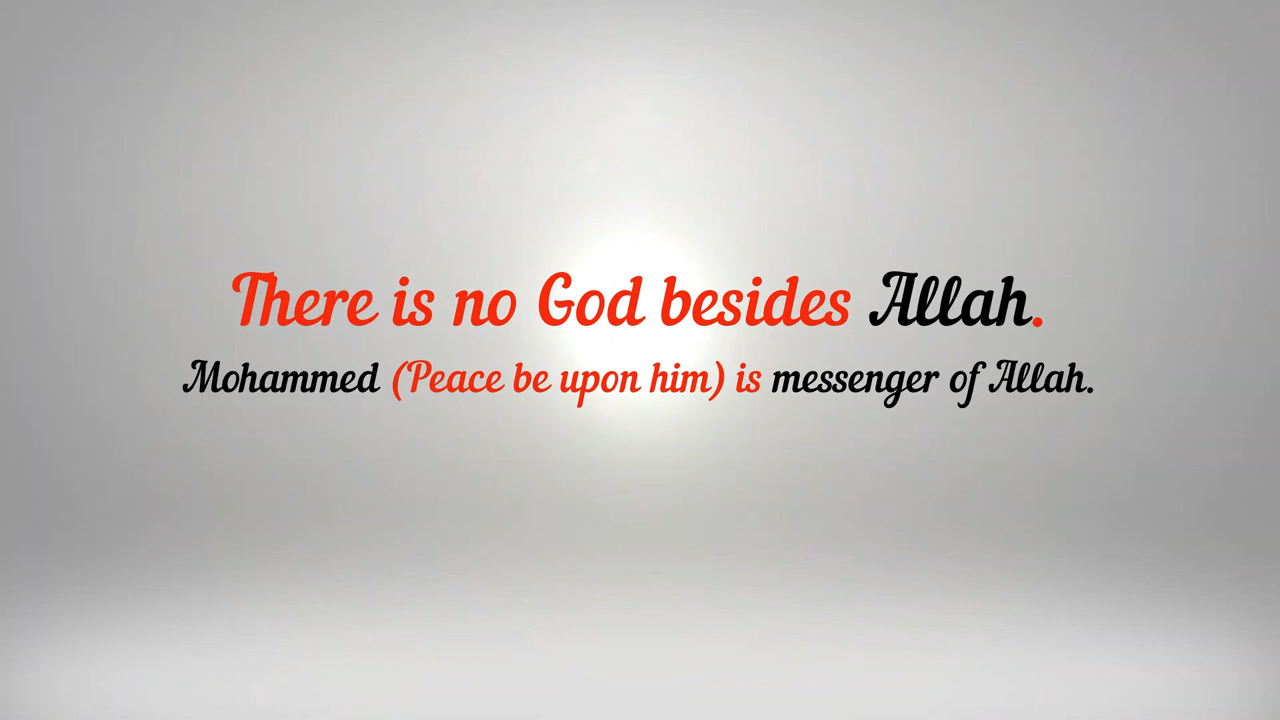 There is no God besides Allah.
Mohammed (Peace be upon him) is messenger of Allah.